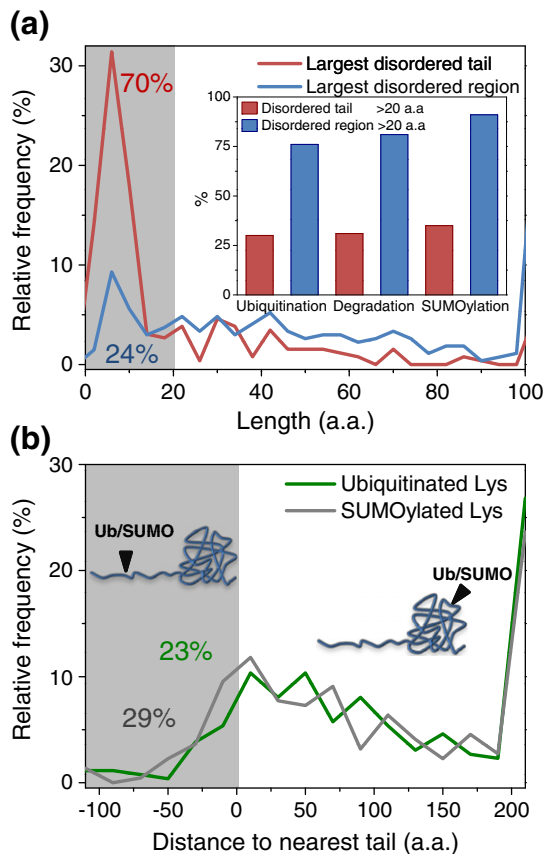 (a)
Largest disordered tail
Largest disordered region
70%
24%
Disordered tail >20 a.a
Disordered region >20 a.a
100
75
50
25
0
%
Ubiquitination Degradation SUMOylation
30
20
10
0
Relative frequency (%)
0 20 40 60 80 100
Length (a.a.)
(b)
Ubiquitinated Lys
SUMOylated Lys
Ub/SUMO
Ub/SUMO
23%
29%
30
20
10
0
Relative frequency (%)
-100 -50 0 50 100 150 200
Distance to nearest tail (a.a.)